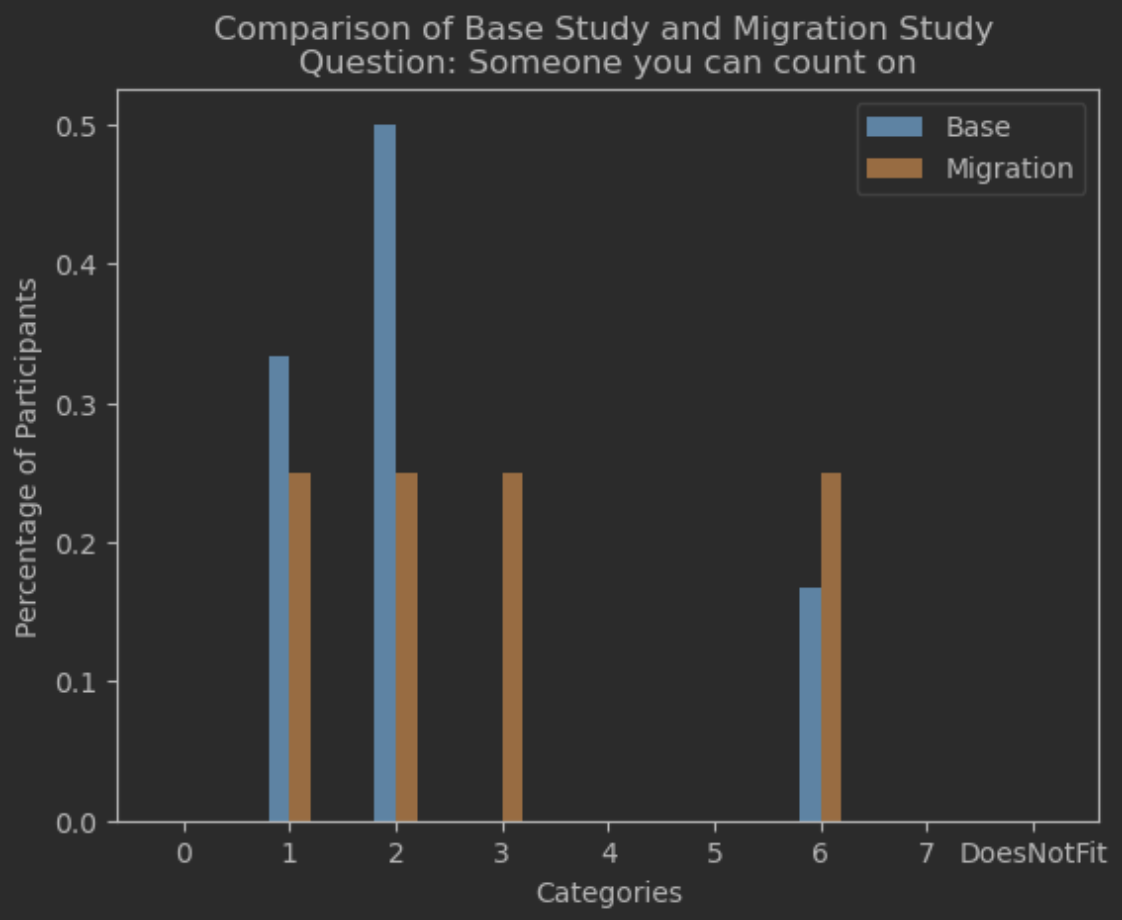 Comparison of Base Study and Migration Study
Question: Someone you can count on
Base
Migration
Percentage of Participants
0.5
0.4
0.3
0.2
0.1
0.0
0 1 2 3 4 5 6 7 DoesNotFit
Categories